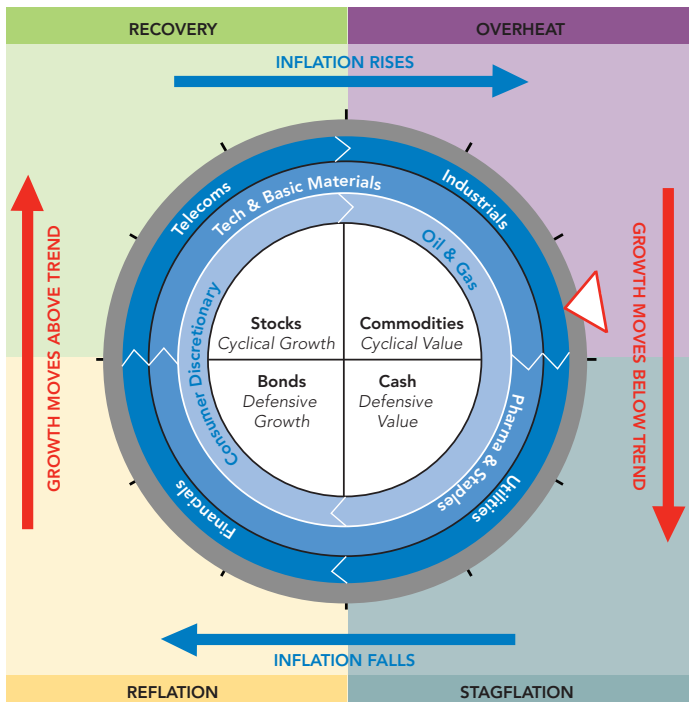 RECOVERY
OVERHEAT
INFLATION RISES
Telecoms
Tech & Basic Materials
Industrials
Oil & Gas
GROWTH MOVES ABOVE TREND
GROWTH MOVES BELOW TREND
Consumer Discretionary
Stocks
Cyclical Growth
Commodities
Cyclical Value
Bonds
Defensive
Growth
Cash
Defensive
Value
Pharma & Staples
Utilities
Financials
INFLATION FALLS
REFLATION
STAGFLATION